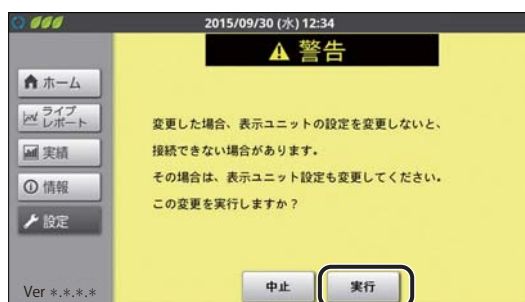 2015/09/30 (水) 12:34
警告
ホーム
ライブ
レポート
実績
情報
設定
変更した場合、表示ユニットの設定を変更しないと、
接続できない場合があります。
その場合は、表示ユニット設定も変更してください。
この変更を実行しますか？
中止 実行
Ver *.*.*.*